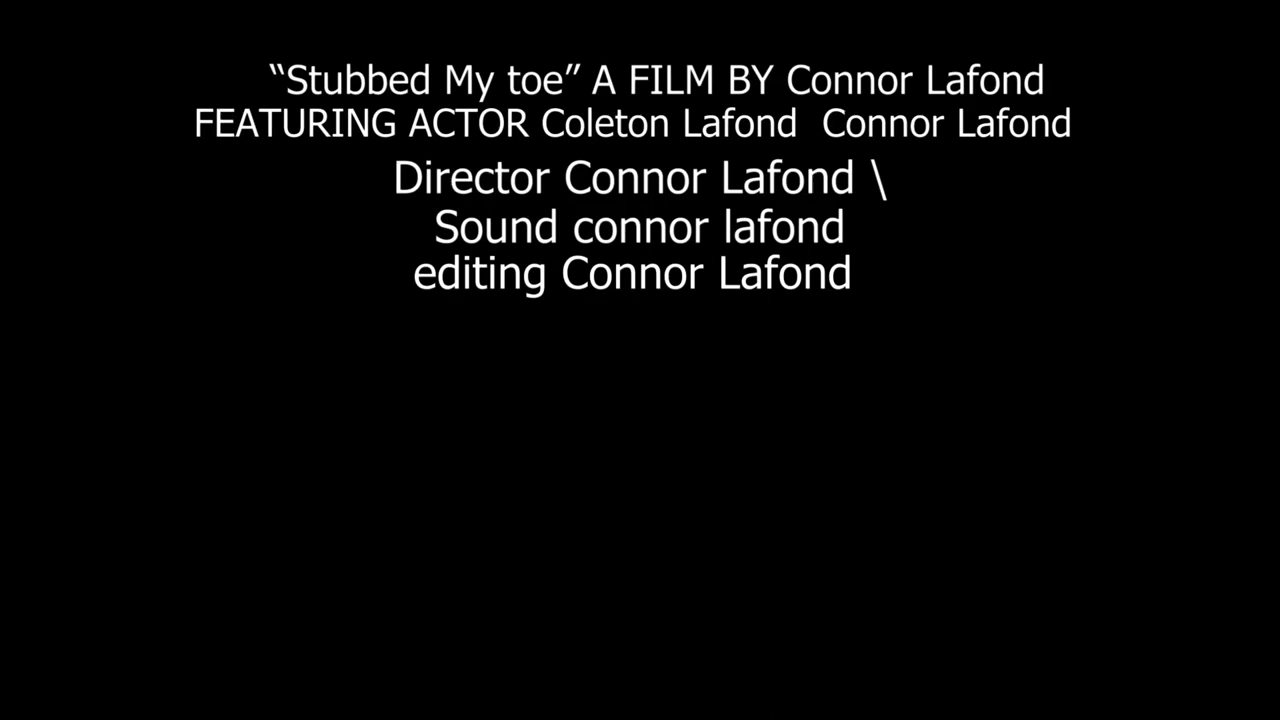 “Stubbed My toe” A FILM BY Connor Lafond
FEATURING ACTOR Coleton Lafond  Connor Lafond
Director Connor Lafond \
Sound connor lafond
editing Connor Lafond